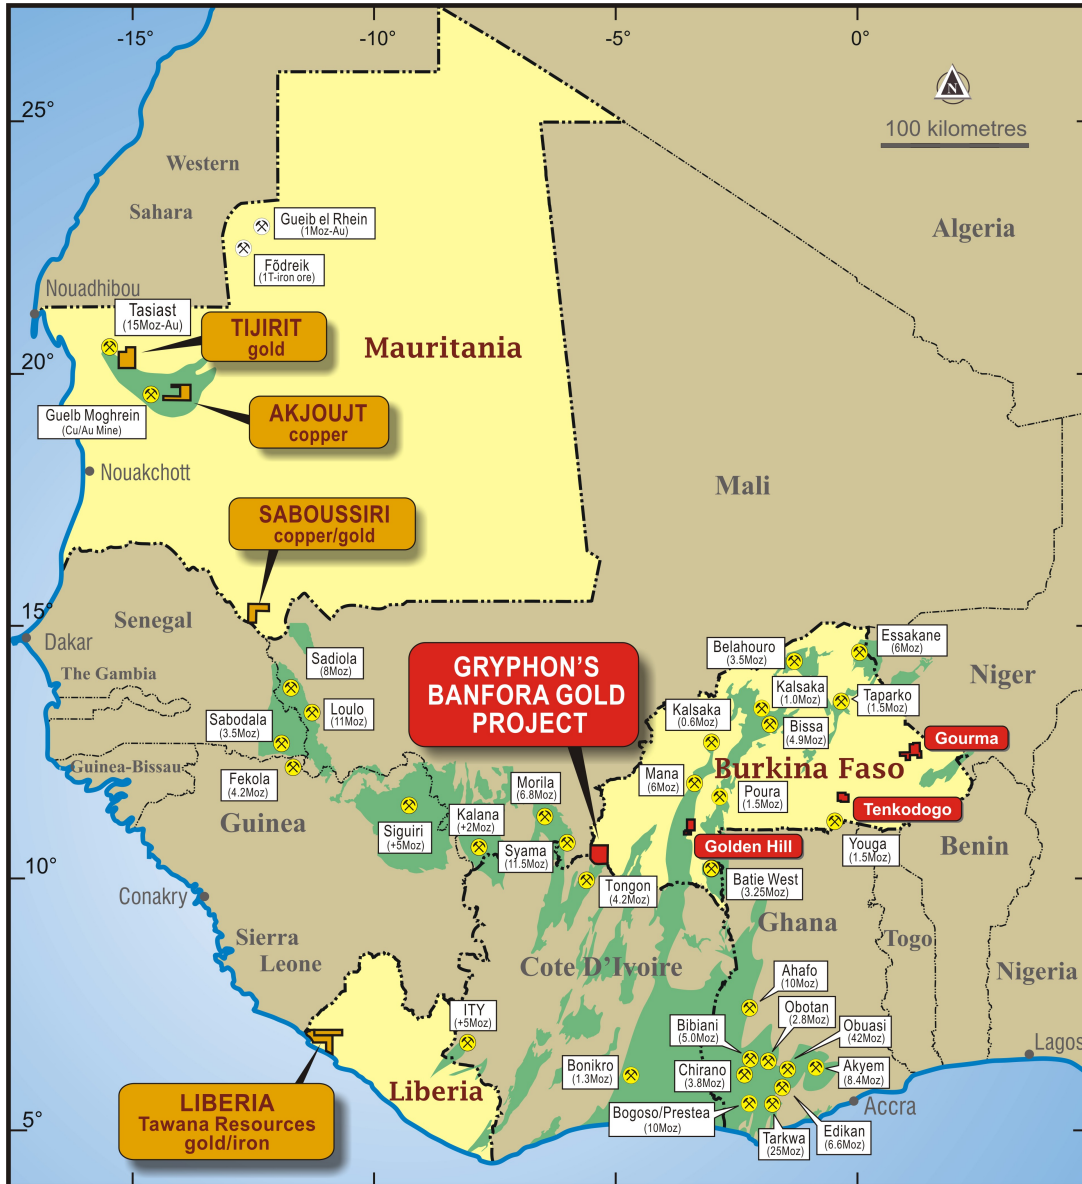 -15°
-10°
-5°
0°
25°
N
100 kilometres
Western
Sahara
Gueib el Rhein
(1Moz-Au)
Algeria
Fõdreik
(1T-iron ore)
Nouadhibou
Tasiast
(15Moz-Au)
TIJIRIT
gold
Mauritania
20°
AKJOUJT
copper
Guelb Moghrein
(Cu/Au Mine)
Nouakchott
Mali
SABOUSSIRI
copper/gold
15°
Senegal
Dakar
The Gambia
Sadiola
(8Moz)
GRYPHON'S
BANFORA GOLD
PROJECT
Belahouro
(3.5Moz)
Essakane
(6Moz)
Niger
Kalsaka
(1.0Moz)
Taparko
(1.5Moz)
Loulo
(11Moz)
Sabodala
(3.5Moz)
Kalsaka
(0.6Moz)
Bissa
(4.9Moz)
Gourma
Guinea-Bissau
Fekola
(4.2Moz)
Mana
(6Moz)
Burkina Faso
Morila
(6.8Moz)
Poura
(1.5Moz)
Tenkodogo
Guinea
Siguiri
(+5Moz)
Kalana
(+2Moz)
Syama
(11.5Moz)
Golden Hill
Youga
(1.5Moz)
Benin
10°
Tongon
(4.2Moz)
Batie West
(3.25Moz)
Conakry
Ghana
Sierra
Leone
Togo
Cote D'Ivoire
Nigeria
Ahafo
(10Moz)
ITY
(+5Moz)
Obotan
(2.8Moz)
Bibiani
(5.0Moz)
Obuasi
(42Moz)
Lagos
Bonikro
(1.3Moz)
Chirano
(3.8Moz)
Akyem
(8.4Moz)
Liberia
LIBERIA
Tawana Resources
gold/iron
Bogoso/Prestea
(10Moz)
Accra
5°
Tarkwa
(25Moz)
Edikan
(6.6Moz)